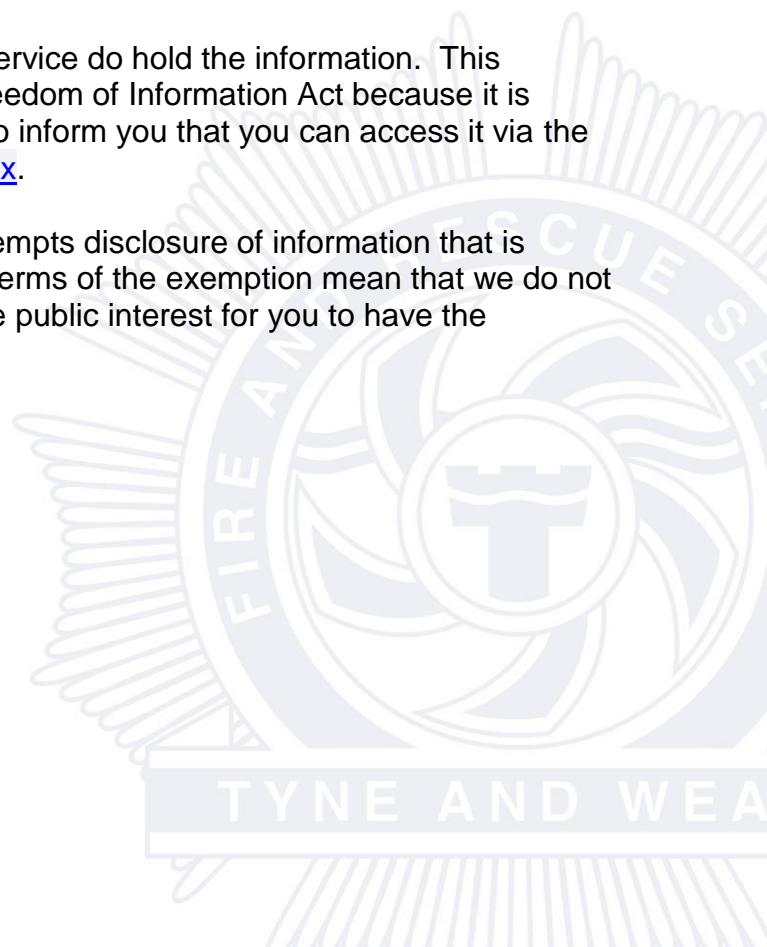 ervice do hold the information.  This
eedom of Information Act because it is
o inform you that you can access it via the
x.
empts disclosure of information that is
erms of the exemption mean that we do not
e public interest for you to have the
FIRE AND RESCUE SE
TYNE AND WEA